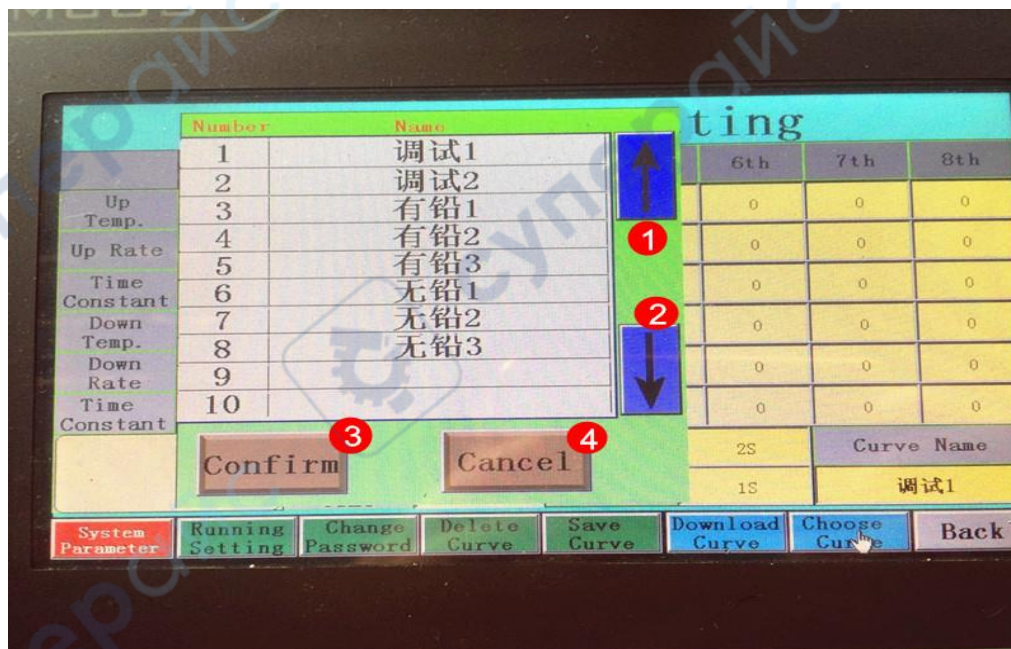 ting
Number Name
1 调试1
2 调试2
3 有铅1
4 有铅2
5 有铅3
6 无铅1
7 无铅2
8 无铅3
9
10
1
2
3
4
Confirm
Cancel
6th 7th 8th
Up
Temp.
0 0 0
Up Rate
0 0 0
Time
Constant
0 0 0
Down
Temp.
0 0 0
Down
Rate
0 0 0
Time
Constant
0 0 0
2S
Curve Name
1S
调试1
System
Parameter
Running
Setting
Change
Password
Delete
Curve
Save
Curve
Download
Curve
Choose
Curve
Back